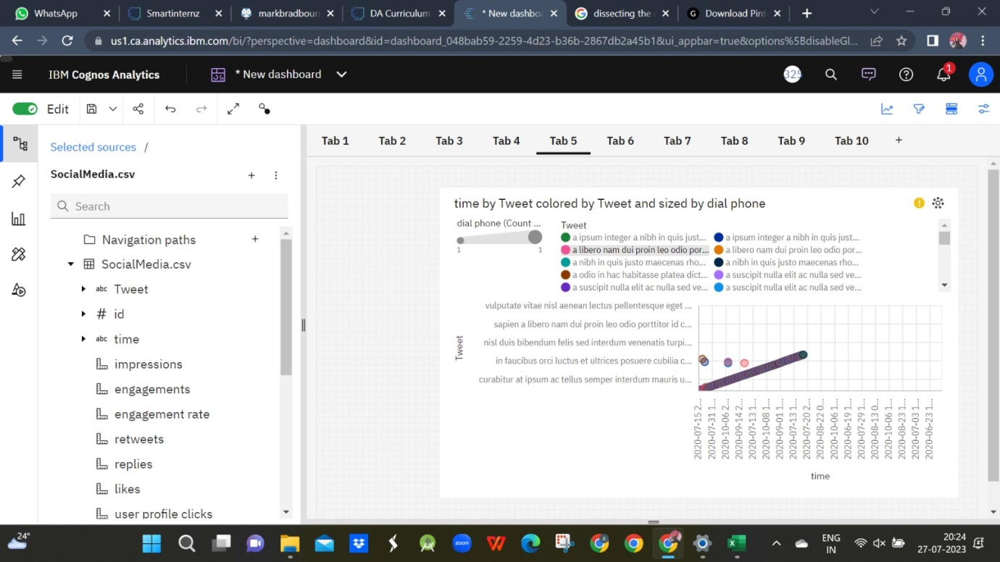 WhatsApp
Smartinternz
markbradbour
DA Curriculum
* New dashboa
dissecting the
Download Pint
us1.ca.analytics.ibm.com/bi/?perspective=dashboard&id=dashboard_048bab59-2259-4d23-b36b-2867db2a45b1&ui_appbar=true&options%5BdisableGl...
IBM Cognos Analytics
* New dashboard
325
1
Edit
Selected sources /
Tab 1 Tab 2 Tab 3 Tab 4 Tab 5 Tab 6 Tab 7 Tab 8 Tab 9 Tab 10 +
SocialMedia.csv
Search
Navigation paths
SocialMedia.csv
abc Tweet
# id
abc time
impressions
engagements
engagement rate
retweets
replies
likes
user profile clicks
time by Tweet colored by Tweet and sized by dial phone
dial phone (Count ...
1 1
Tweet
a ipsum integer a nibh in quis just...
a ipsum integer a nibh in quis just...
a libero nam dui proin leo odio por...
a libero nam dui proin leo odio por...
a nibh in quis justo maecenas rho...
a nibh in quis justo maecenas rho...
a odio in hac habitasse platea dict...
a suscipit nulla elit ac nulla sed ve...
a suscipit nulla elit ac nulla sed ve...
a suscipit nulla elit ac nulla sed ve...
Tweet
vulputate vitae nisl aenean lectus pellentesque eget ...
sapien a libero nam dui proin leo odio porttitor id c...
nisl duis bibendum felis sed interdum venenatis turpi...
in faucibus orci luctus et ultrices posuere cubilia c...
curabitur at ipsum ac tellus semper interdum mauris u...
2020-07-15 2...
2020-07-31 1...
2020-10-06 2...
2020-09-14 2...
2020-07-13 1...
2020-10-08 1...
2020-09-01 1...
2020-07-13 1...
2020-07-20 2...
2020-08-22 0...
2020-10-06 1...
2020-06-19 1...
2020-07-29 1...
2020-08-13 0...
2020-10-06 1...
2020-08-23 1...
2020-07-03 1...
2020-06-23 1...
time
24°
zoom
ENG
IN
20:24
27-07-2023